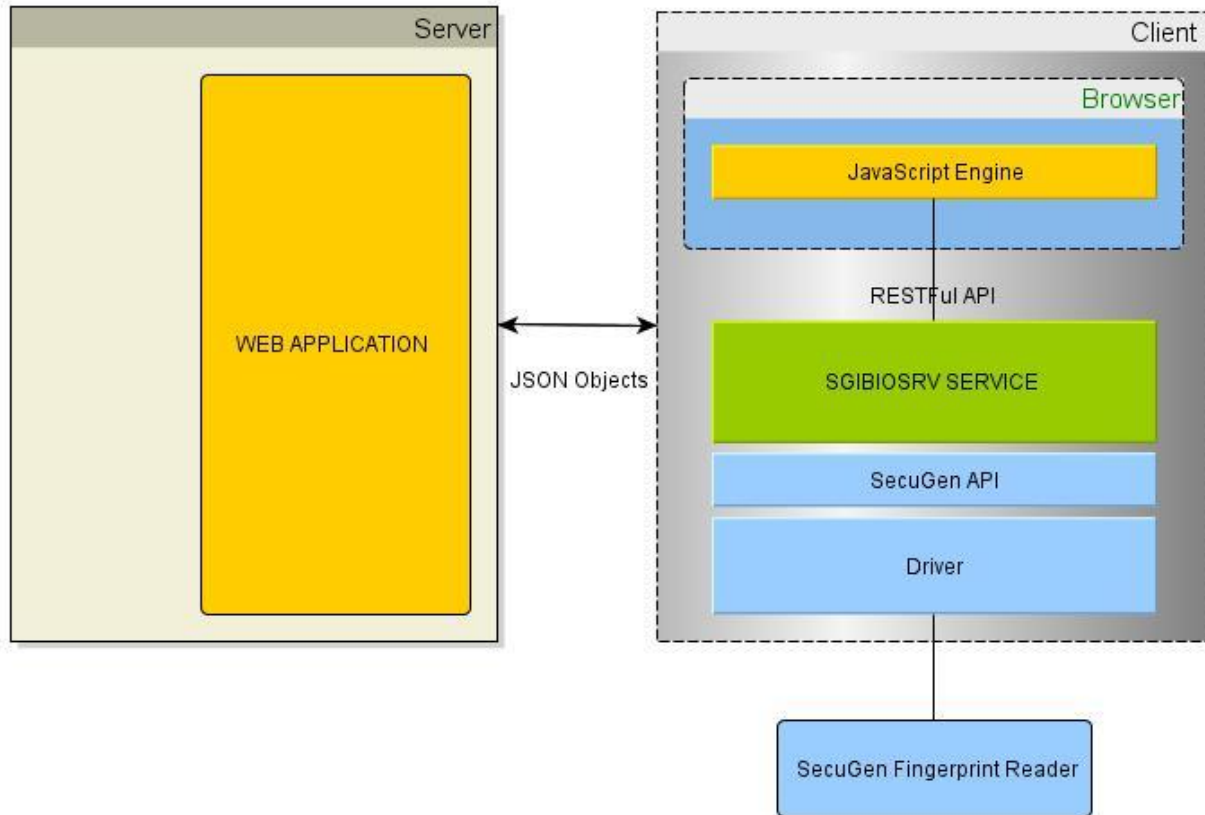 Server
WEB APPLICATION
JSON Objects
Client
Browser
JavaScript Engine
RESTFul API
SGIBIOSRV SERVICE
SecuGen API
Driver
SecuGen Fingerprint Reader